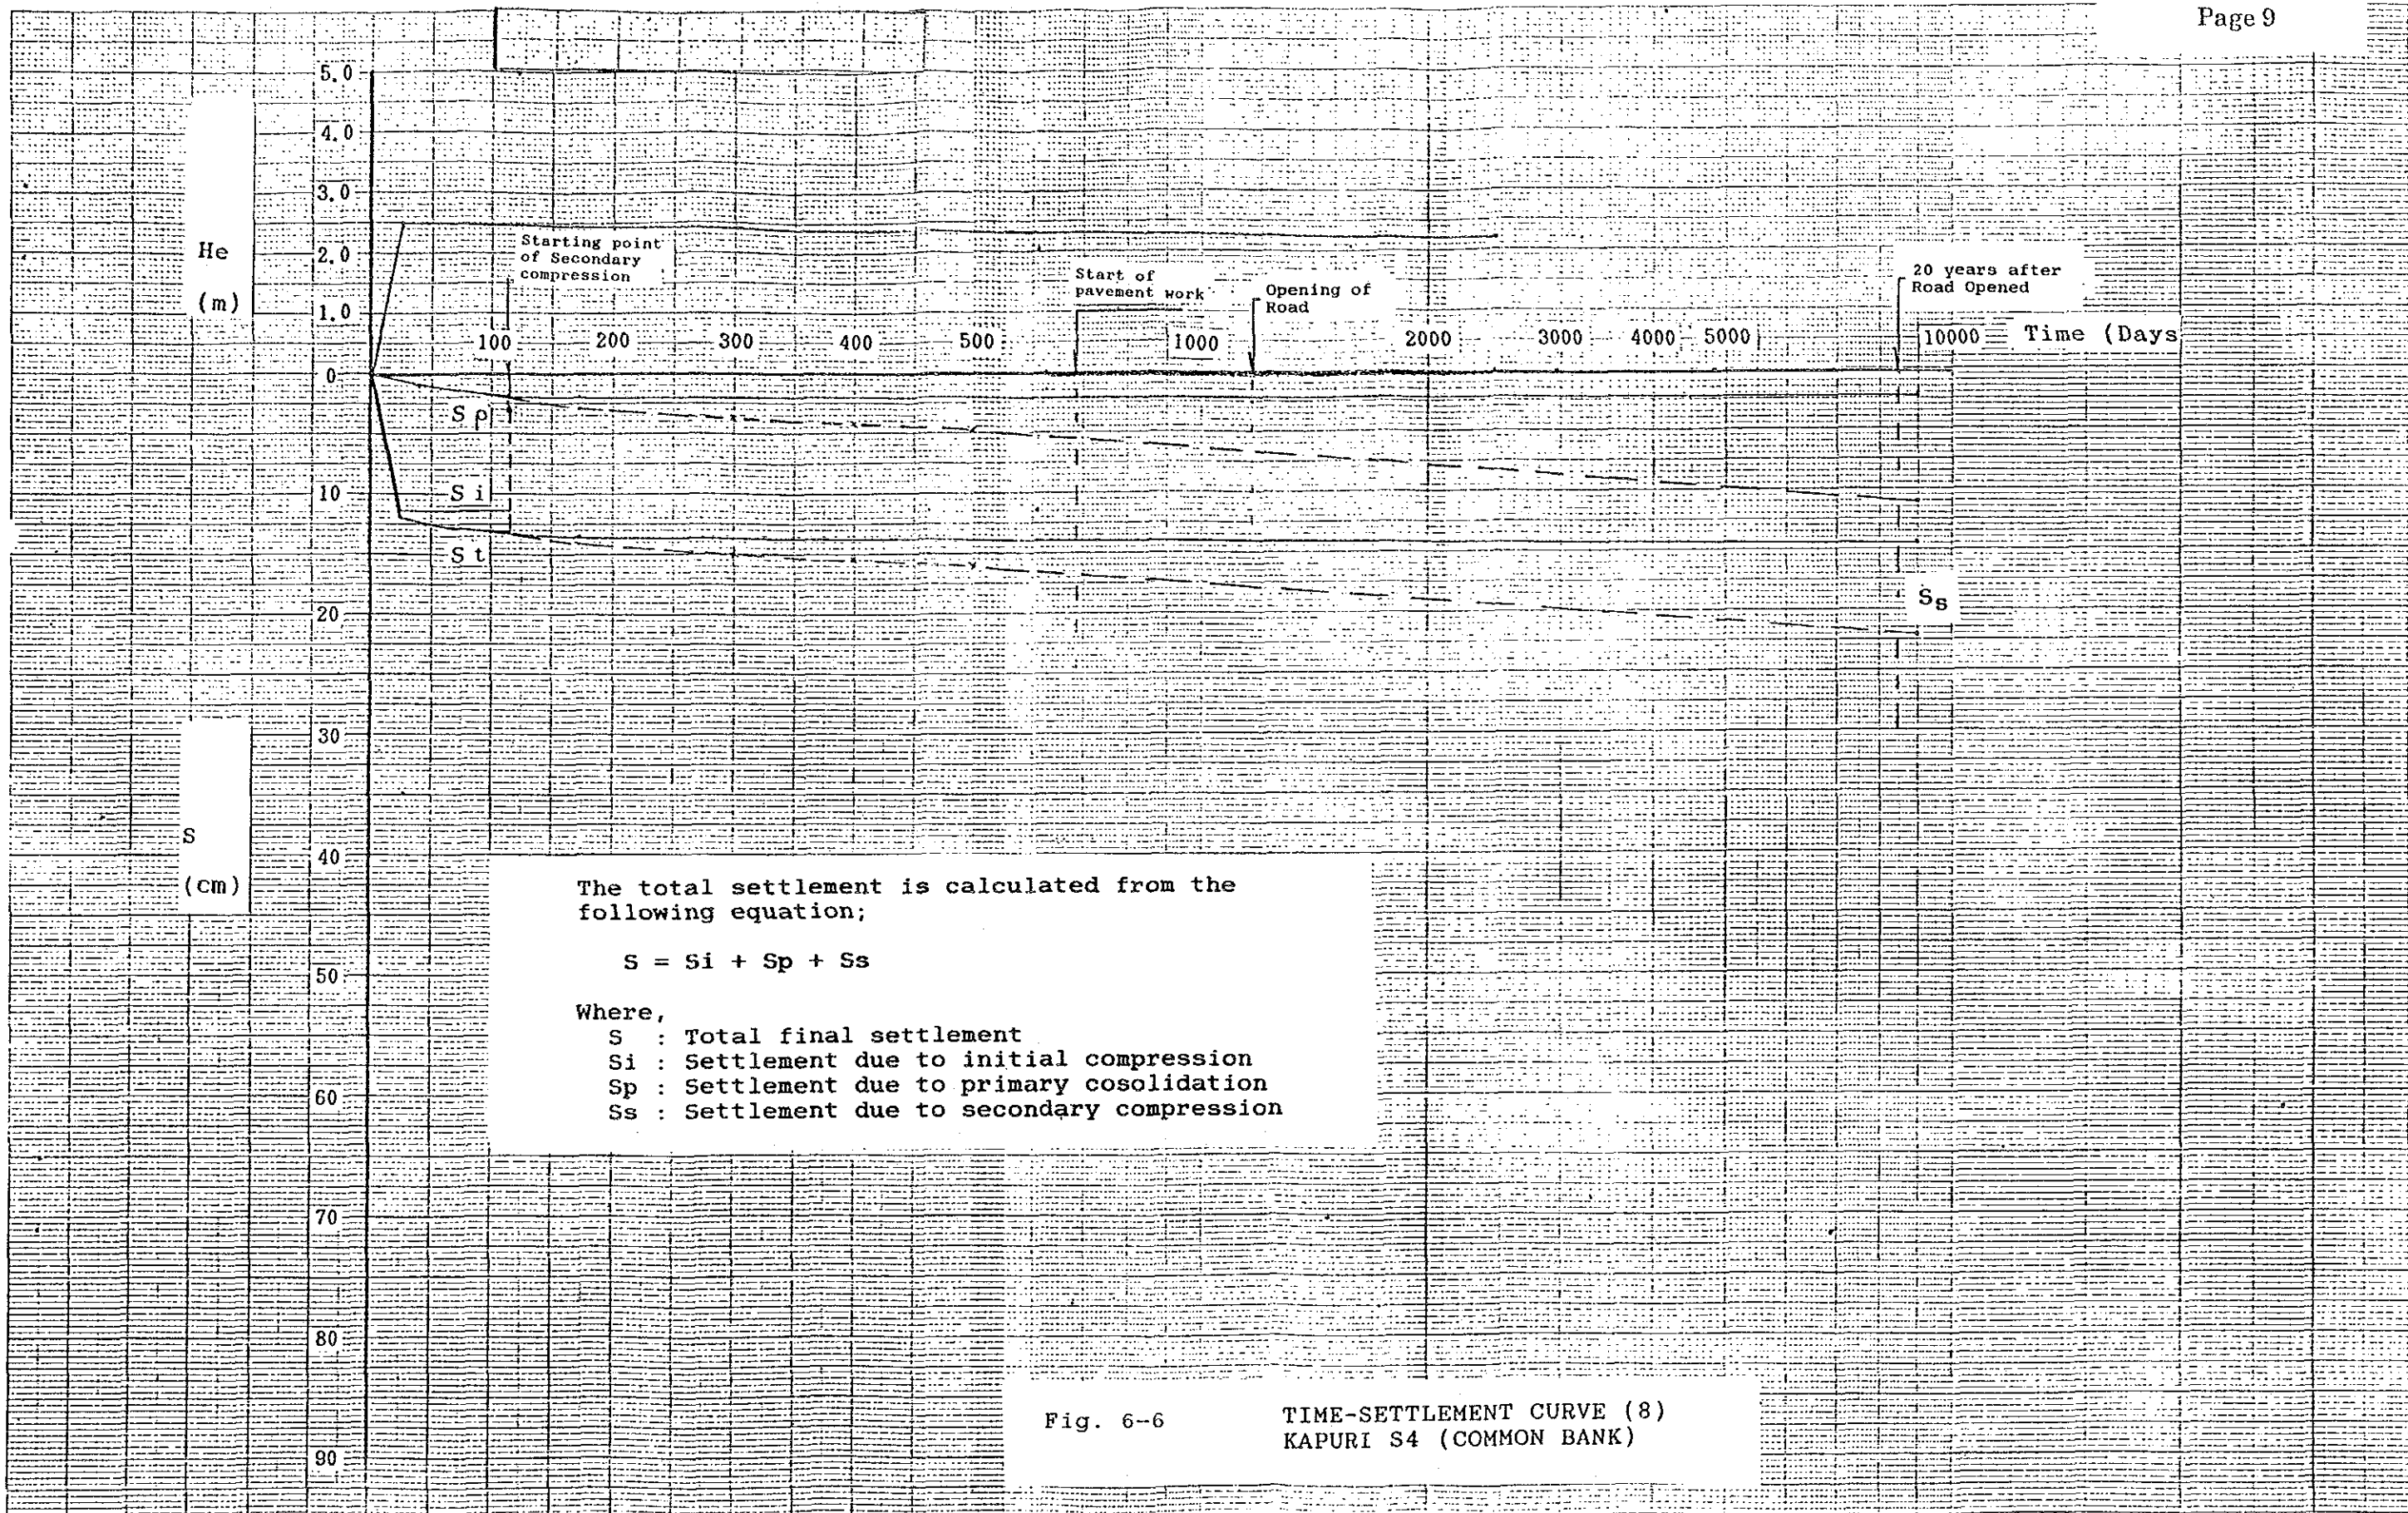 Page 9
5.0
4.0
3.0
He
(m)
2.0
1.0
0
Starting point
of Secondary
compression
Start of
pavement work
Opening of
Road
20 years after
Road Opened
100 200 300 400 500 1000 2000 3000 4000 5000 10000 Time (Days
S ρ
S i
S t
Ss
10
20
30
S
(cm)
40
50
60
70
80
90
The total settlement is calculated from the
following equation;
S = Si + Sp + Ss
Where,
S : Total final settlement
Si : Settlement due to initial compression
Sp : Settlement due to primary cosolidation
Ss : Settlement due to secondary compression
Fig. 6-6 TIME-SETTLEMENT CURVE (8)
KAPURI S4 (COMMON BANK)